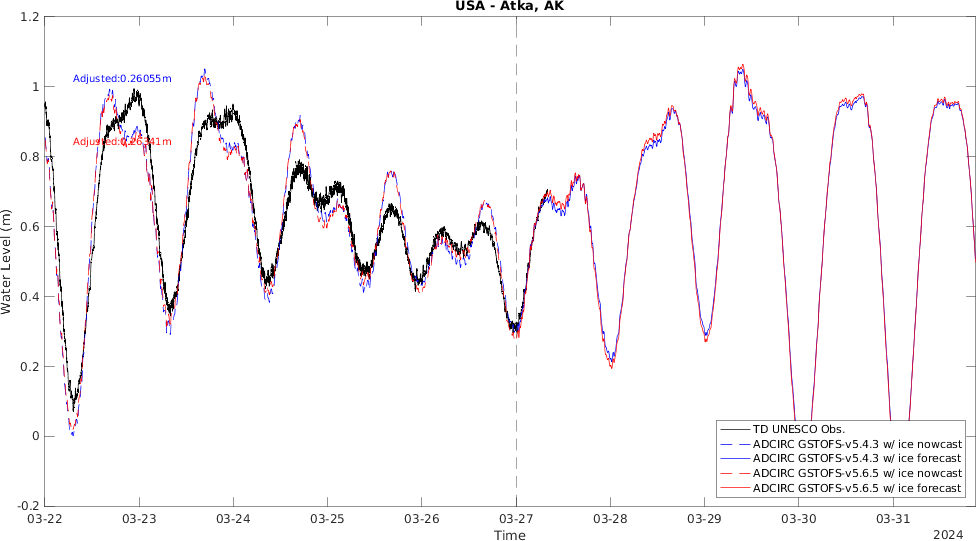 USA - Atka, AK
1.2
1
0.8
0.6
0.4
0.2
0
-0.2
Water Level (m)
Adjusted:0.26055m
Adjusted:0.26341m
TD UNESCO Obs.
ADCIRC GSTOFS-v5.4.3 w/ ice nowcast
ADCIRC GSTOFS-v5.4.3 w/ ice forecast
ADCIRC GSTOFS-v5.6.5 w/ ice nowcast
ADCIRC GSTOFS-v5.6.5 w/ ice forecast
03-22 03-23 03-24 03-25 03-26 03-27 03-28 03-29 03-30 03-31
Time
2024